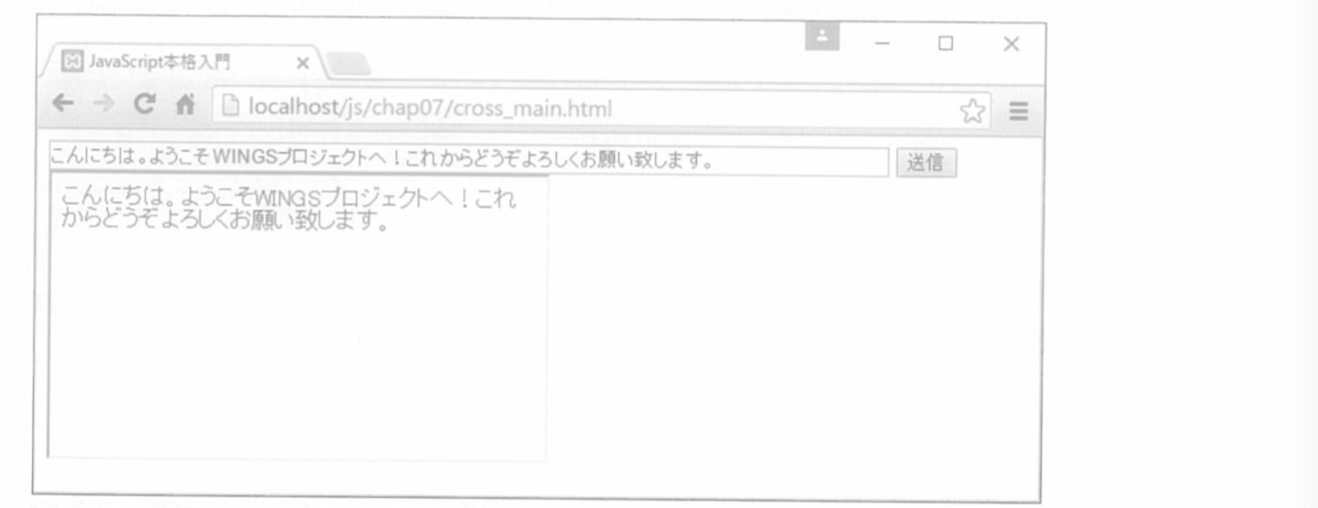 JavaScript本格入門
localhost/js/chap07/cross_main.html
こんにちは。ようこそWINGSプロジェクトへ！これからどうぞよろしくお願い致します。 送信
こんにちは。ようこそWINGSプロジェクトへ！これ
からどうぞよろしくお願い致します。